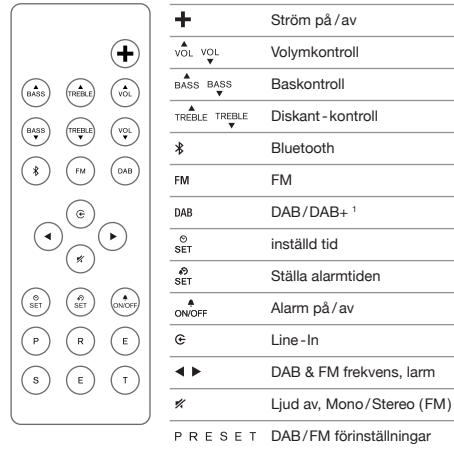 BASS TREBLE VOL
BASS TREBLE VOL
FM DAB
SET SET ON/OFF
P R E
S E T
Ström på/av
VOL VOL Volymkontroll
BASS BASS Baskontroll
TREBLE TREBLE Diskant-kontroll
Bluetooth
FM FM
DAB DAB/DAB+ ¹
SET inställd tid
SET Ställa alarmtiden
ON/OFF Alarm på/av
Line-In
DAB & FM frekvens, larm
Ljud av, Mono/Stereo (FM)
P R E S E T DAB/FM förinställningar